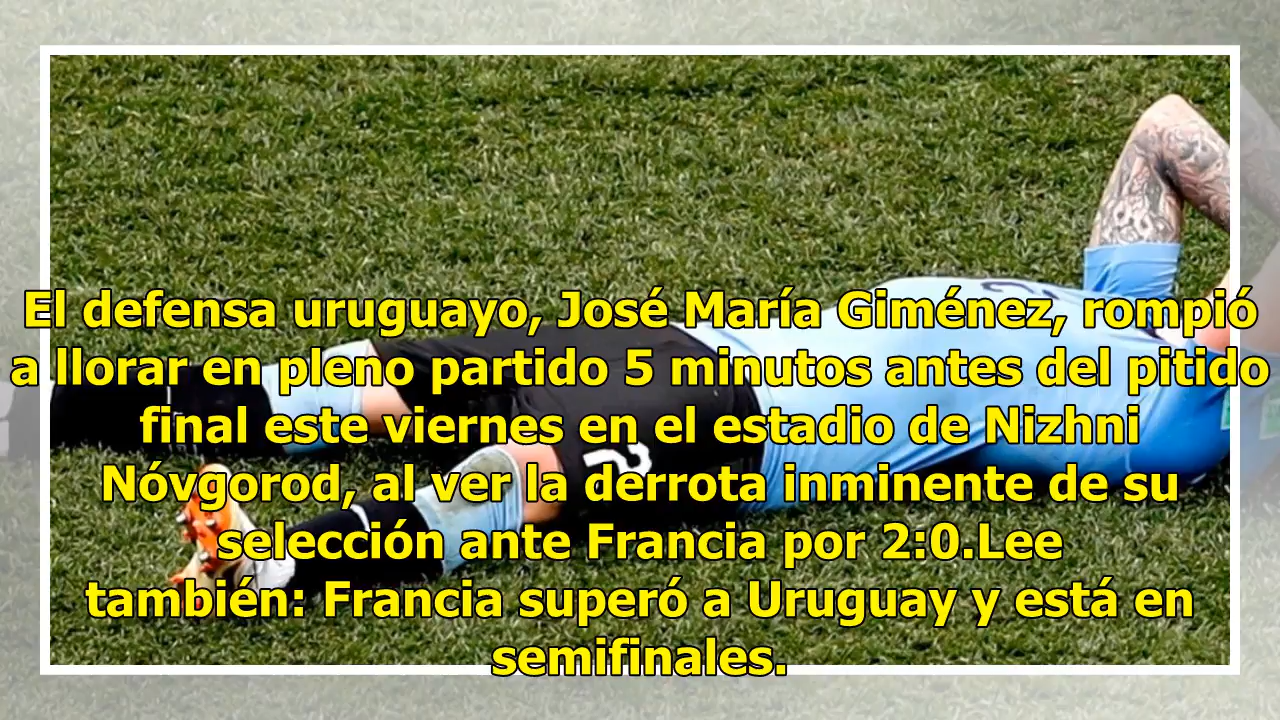 El defensa uruguayo, José María Giménez, rompió
a llorar en pleno partido 5 minutos antes del pitido
final este viernes en el estadio de Nizhni
Nóvgorod, al ver la derrota inminente de su
selección ante Francia por 2:0.Lee
también: Francia superó a Uruguay y está en
semifinales.
2